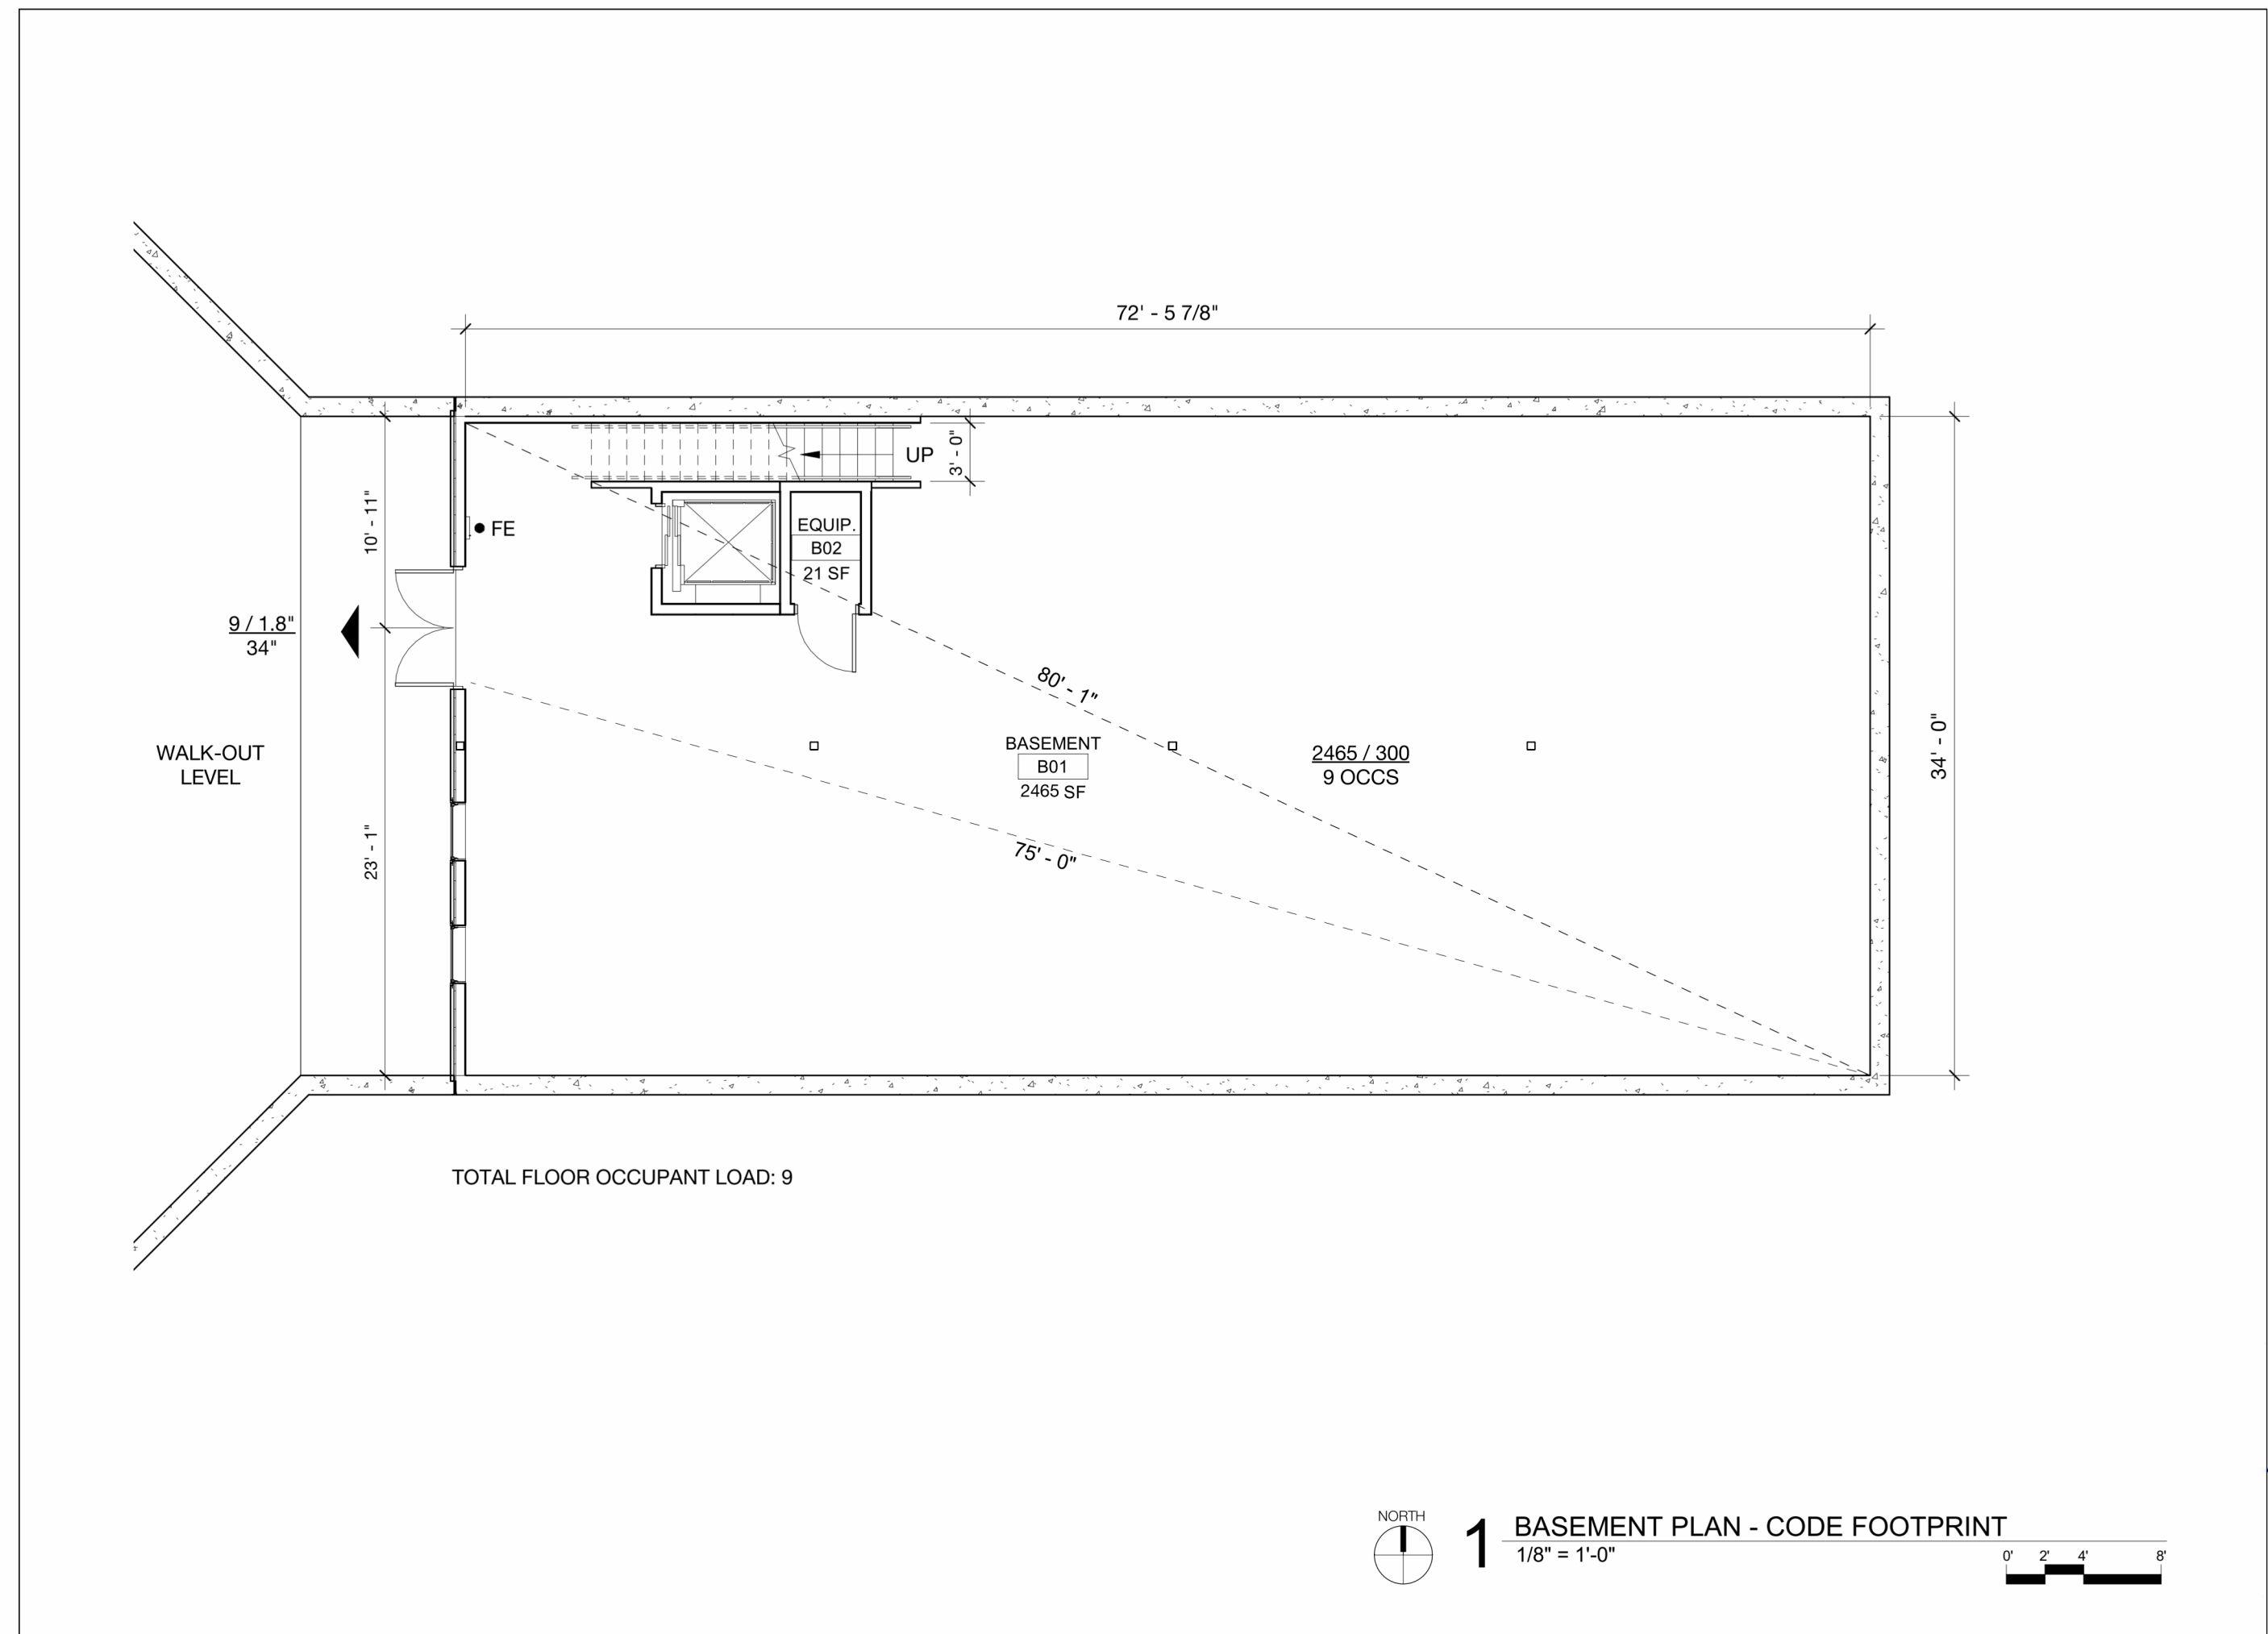 72' - 5 7/8"
UP
3' - 0"
10' - 11"
FE
EQUIP.
B02
21 SF
9 / 1.8"
34"
80' - 1"
WALK-OUT
LEVEL
BASEMENT
B01
2465 SF
2465 / 300
9 OCCS
34' - 0"
23' - 1"
75' - 0"
TOTAL FLOOR OCCUPANT LOAD: 9
NORTH
1
BASEMENT PLAN - CODE FOOTPRINT
1/8" = 1'-0"
0' 2' 4' 8'